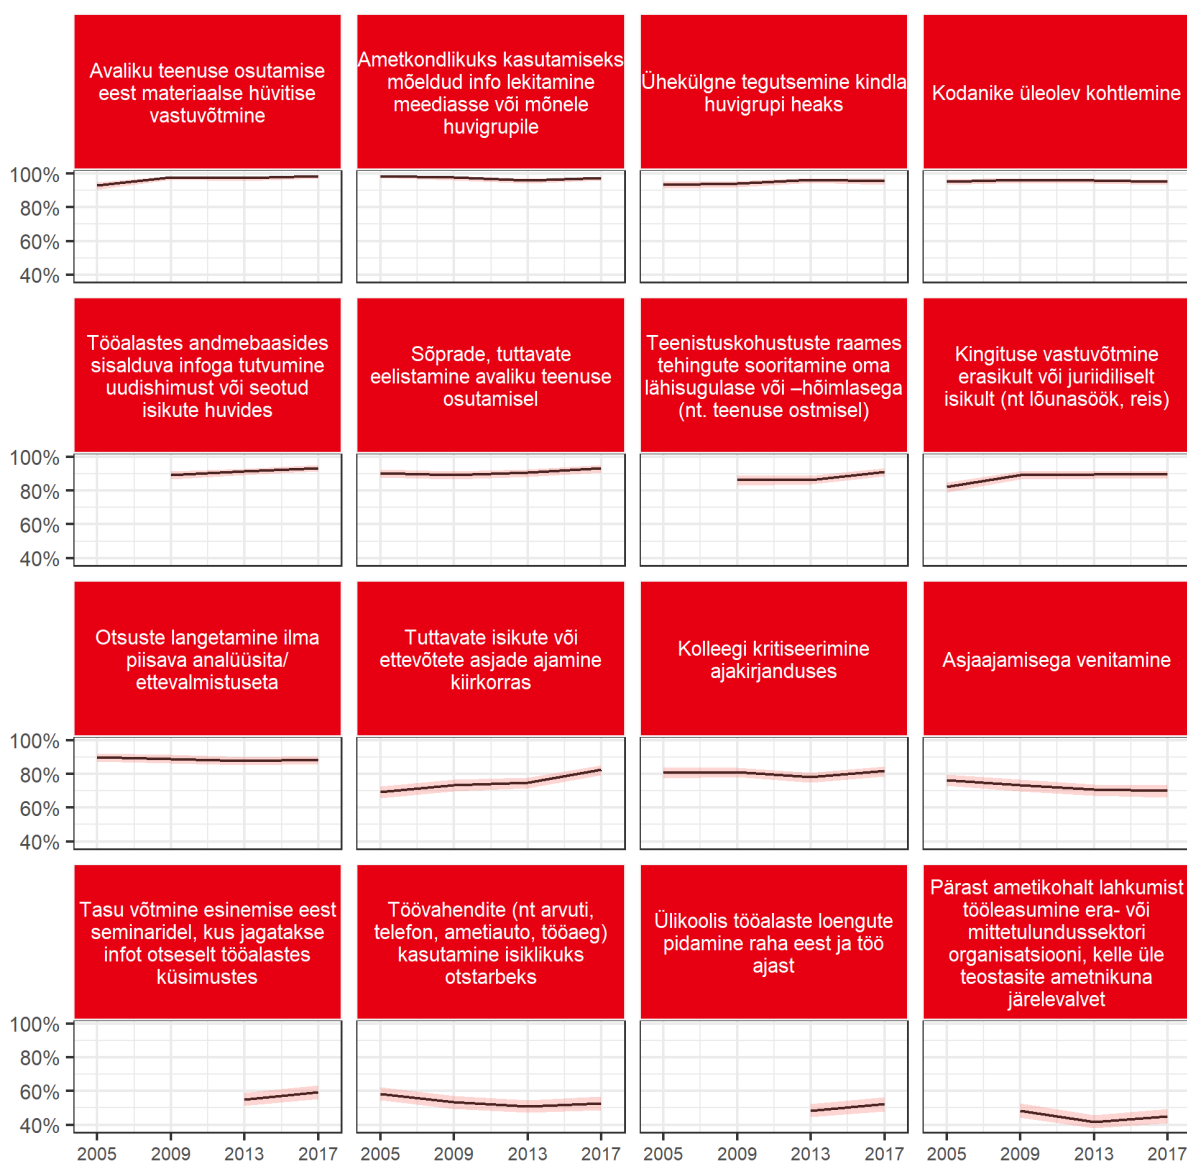 Avaliku teenuse osutamise
eest materiaalse hüvitise
vastuvõtmine
Ametkondlikuks kasutamiseks
mõeldud info lekitamine
meediasse või mõnele
huvigrupile
Ühekülgne tegutsemine kindla
huvigrupi heaks
Kodanike üleolev kohtlemine
100%
80%
60%
40%
Tööalastes andmebaasides
sisalduva infoga tutvumine
uudishimust või seotud
isikute huvides
Sõprade, tuttavate
eelistamine avaliku teenuse
osutamisel
Teenistuskohustuste raames
tehingute sooritamine oma
lähisugulase või –hõimlasega
(nt. teenuse ostmisel)
Kingituse vastuvõtmine
erasikult või juriidiliselt
isikult (nt lõunasöök, reis)
100%
80%
60%
40%
Otsuste langetamine ilma
piisava analüüsita/
ettevalmistuseta
Tuttavate isikute või
ettevõtete asjade ajamine
kiirkorras
Kolleegi kritiseerimine
ajakirjanduses
Asjaajamisega venitamine
100%
80%
60%
40%
Tasu võtmine esinemise eest
seminaridel, kus jagatakse
infot otseselt tööalastes
küsimustes
Töövahendite (nt arvuti,
telefon, ametiauto, tööaeg)
kasutamine isiklikuks
otstarbeks
Ülikoolis tööalaste loengute
pidamine raha eest ja töö
ajast
Pärast ametikohalt lahkumist
tööleasumine era- või
mittetulundussektori
organisatsiooni, kelle üle
teostasite ametnikuna
järelevalvet
100%
80%
60%
40%
2005 2009 2013 2017 2005 2009 2013 2017 2005 2009 2013 2017 2005 2009 2013 2017